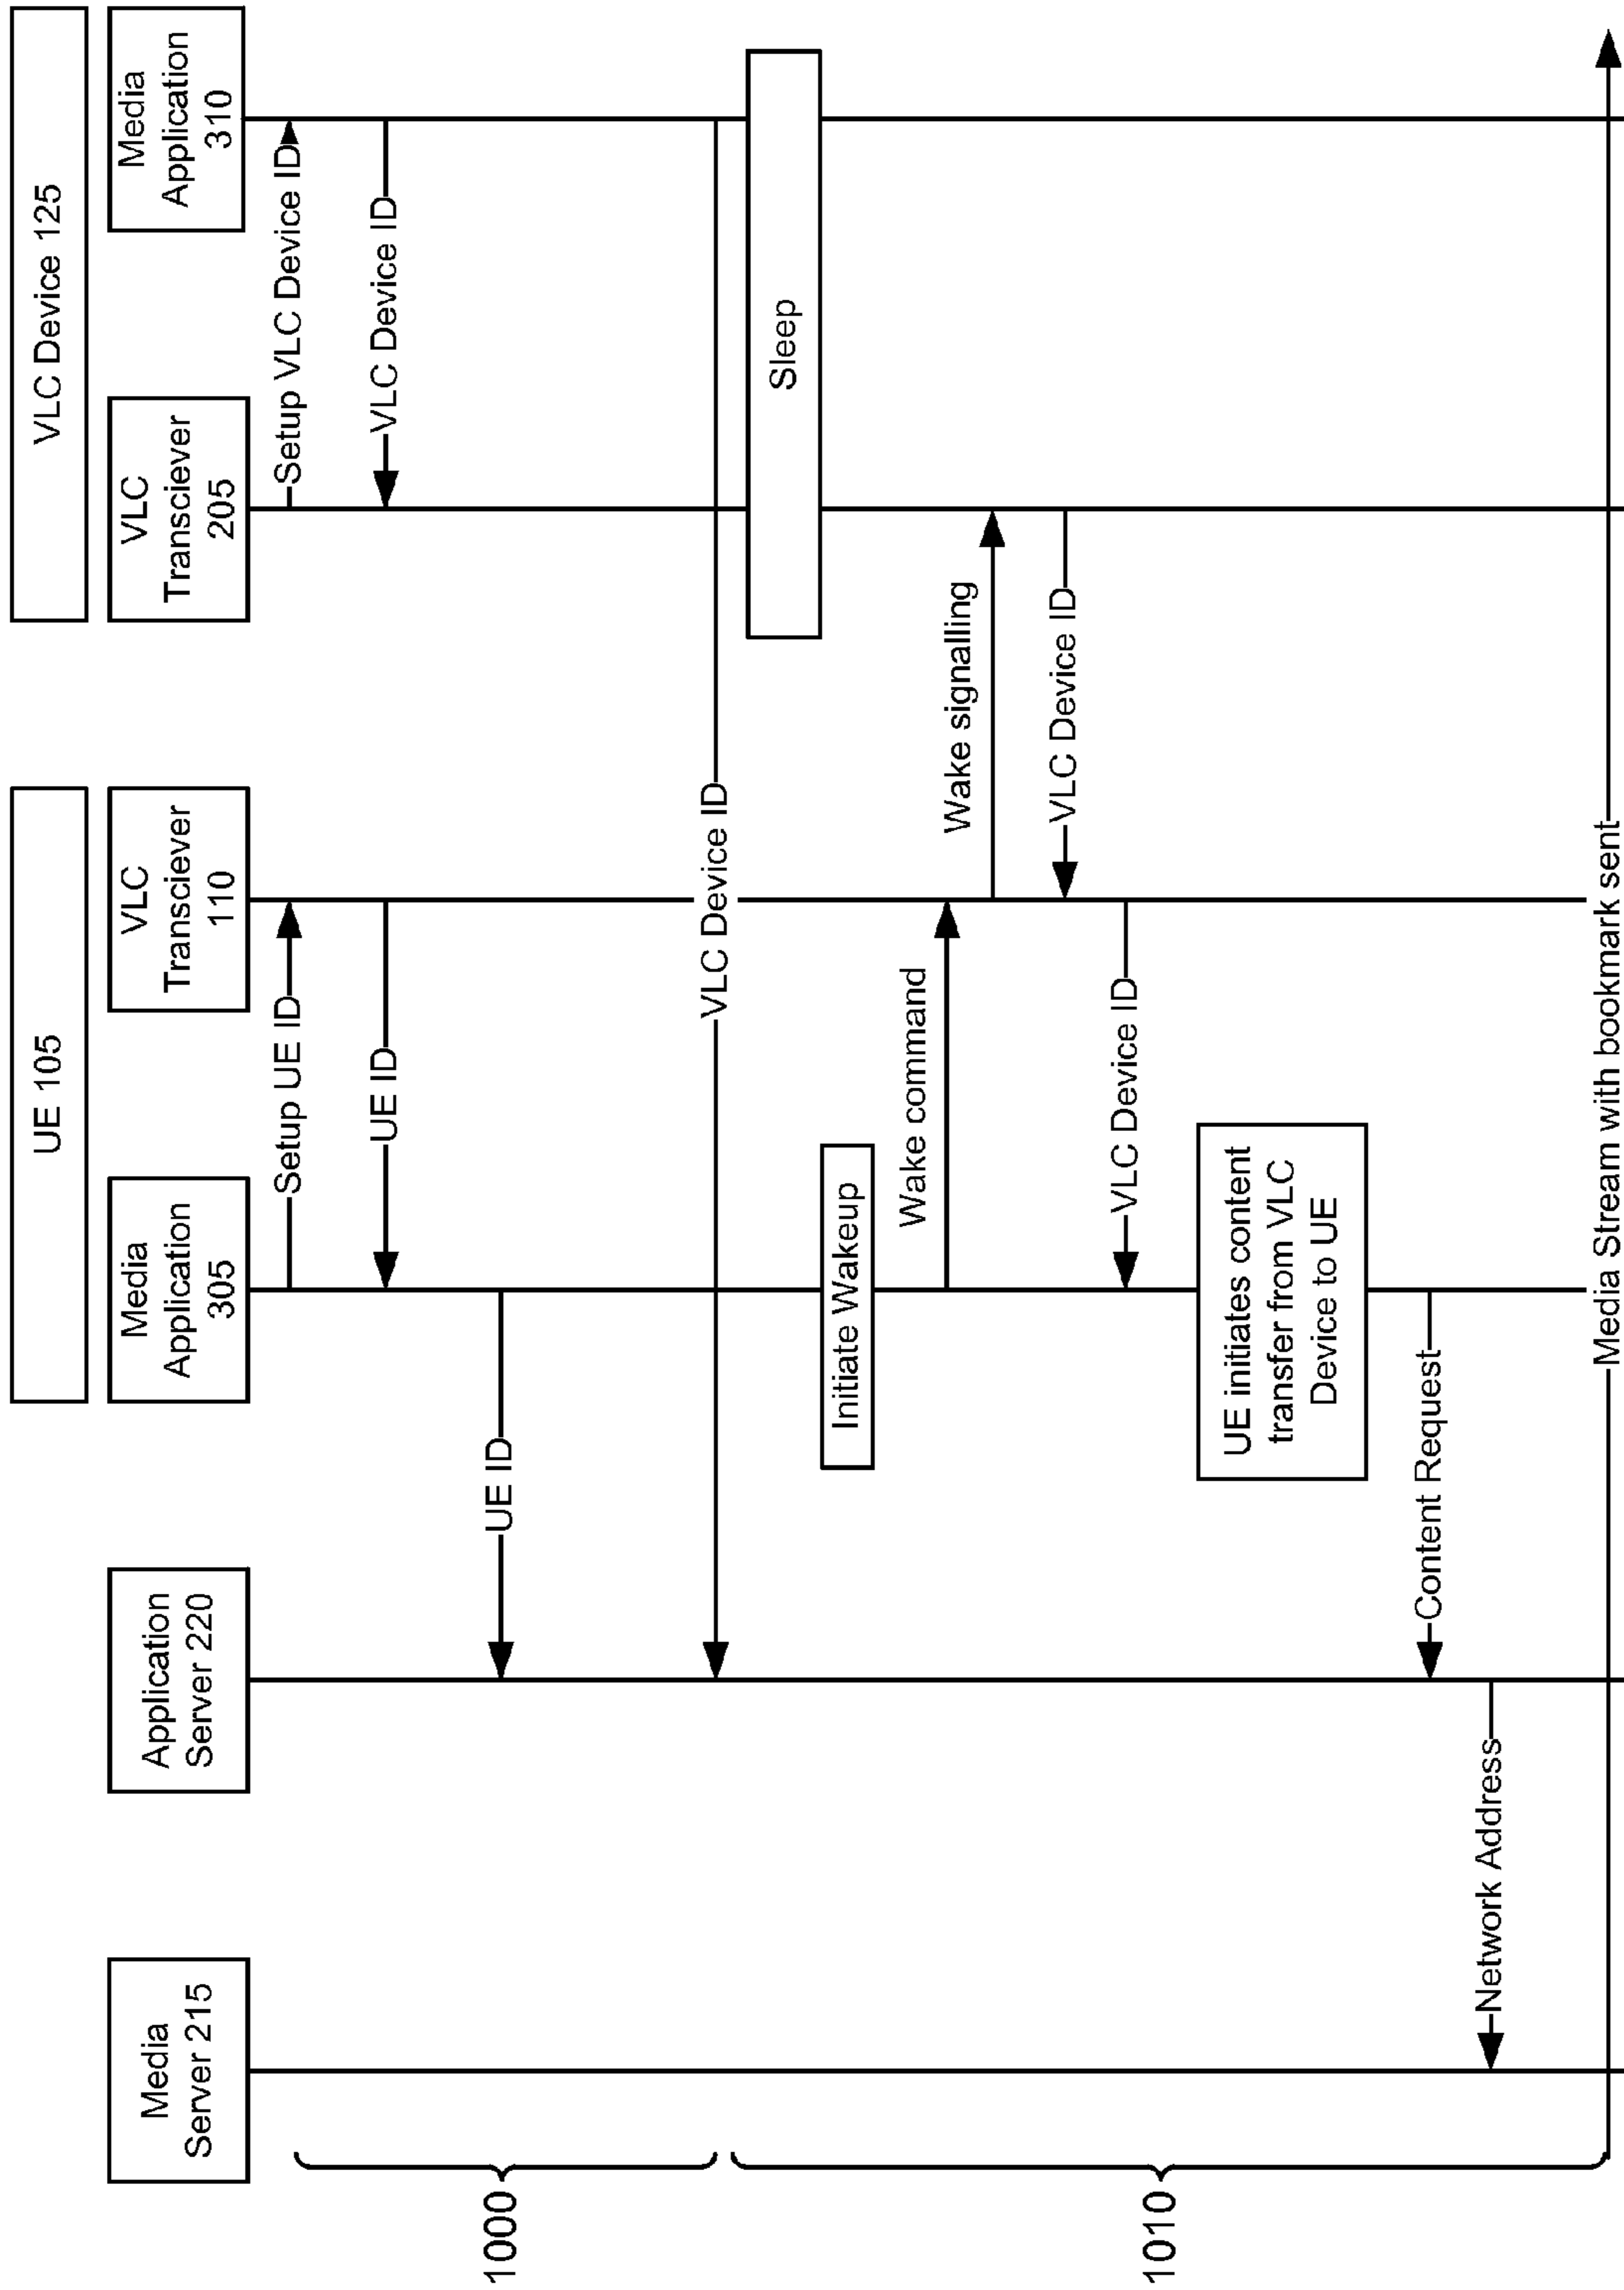 UE 105
VLC Device 125
Media
Server 215
Application
Server 220
Media
Application
305
VLC
Transciever
110
VLC
Transciever
205
Media
Application
310
1000
Setup UE ID
Setup VLC Device ID
UE ID
VLC Device ID
UE ID
VLC Device ID
1010
Sleep
Initiate Wakeup
Wake command
Wake signalling
VLC Device ID
VLC Device ID
UE initiates content
transfer from VLC
Device to UE
Content Request
Network Address
Media Stream with bookmark sent